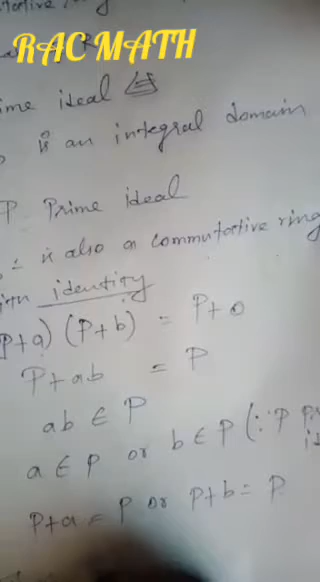 RAC MATH
ideal ⇔
is an integral domain
P Prime ideal
is also a commutative ring
identity
P+a) (P+b) = P+0
P+ab = P
ab ∈ P
a ∈ P or b ∈ P (∵ P
P+a = P or P+b = P